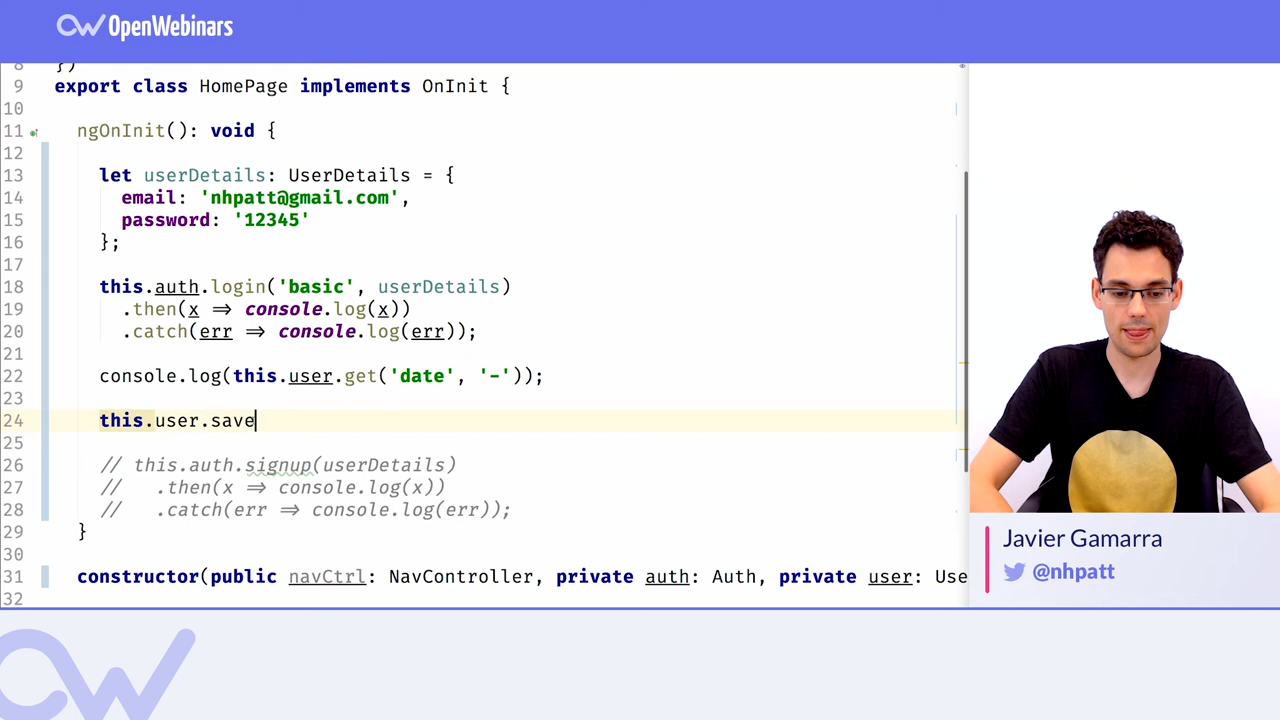 OpenWebinars
8 })
9 export class HomePage implements OnInit {
10
11 ngOnInit(): void {
12
13 let userDetails: UserDetails = {
14 email: 'nhpatt@gmail.com',
15 password: '12345'
16 };
17
18 this.auth.login('basic', userDetails)
19 .then(x => console.log(x))
20 .catch(err => console.log(err));
21
22 console.log(this.user.get('date', '-'));
23
24 this.user.save
25
26 // this.auth.signup(userDetails)
27 // .then(x => console.log(x))
28 // .catch(err => console.log(err));
29 }
30
31 constructor(public navCtrl: NavController, private auth: Auth, private user: Use
32
Javier Gamarra
@nhpatt